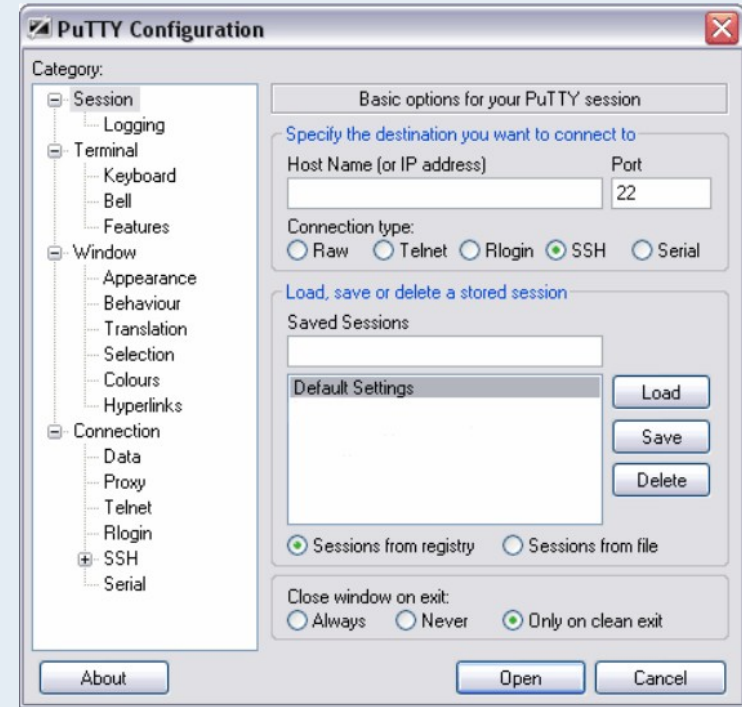 PuTTY Configuration
Category:
Session
Logging
Terminal
Keyboard
Bell
Features
Window
Appearance
Behaviour
Translation
Selection
Colours
Hyperlinks
Connection
Data
Proxy
Telnet
Rlogin
SSH
Serial
Basic options for your PuTTY session
Specify the destination you want to connect to
Host Name (or IP address) Port
22
Connection type:
Raw Telnet Rlogin SSH Serial
Load, save or delete a stored session
Saved Sessions
Default Settings
Load
Save
Delete
Sessions from registry Sessions from file
Close window on exit:
Always Never Only on clean exit
About Open Cancel